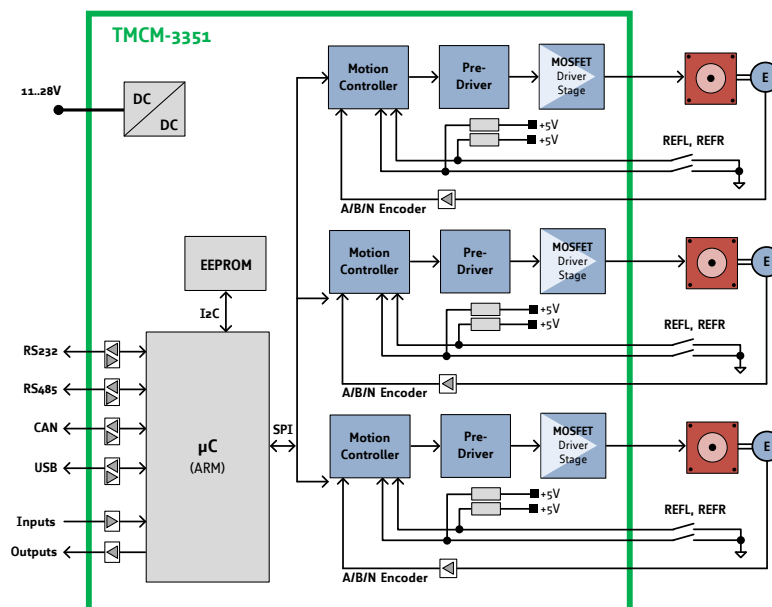 TMCM-3351
11..28V
DC
DC
Motion
Controller
Pre-
Driver
MOSFET
Driver
Stage
E
+5V
+5V
REFL, REFR
A/B/N Encoder
Motion
Controller
Pre-
Driver
MOSFET
Driver
Stage
E
+5V
+5V
REFL, REFR
A/B/N Encoder
EEPROM
I2C
RS232
RS485
CAN
USB
Inputs
Outputs
µC
(ARM)
SPI
Motion
Controller
Pre-
Driver
MOSFET
Driver
Stage
E
+5V
+5V
REFL, REFR
A/B/N Encoder